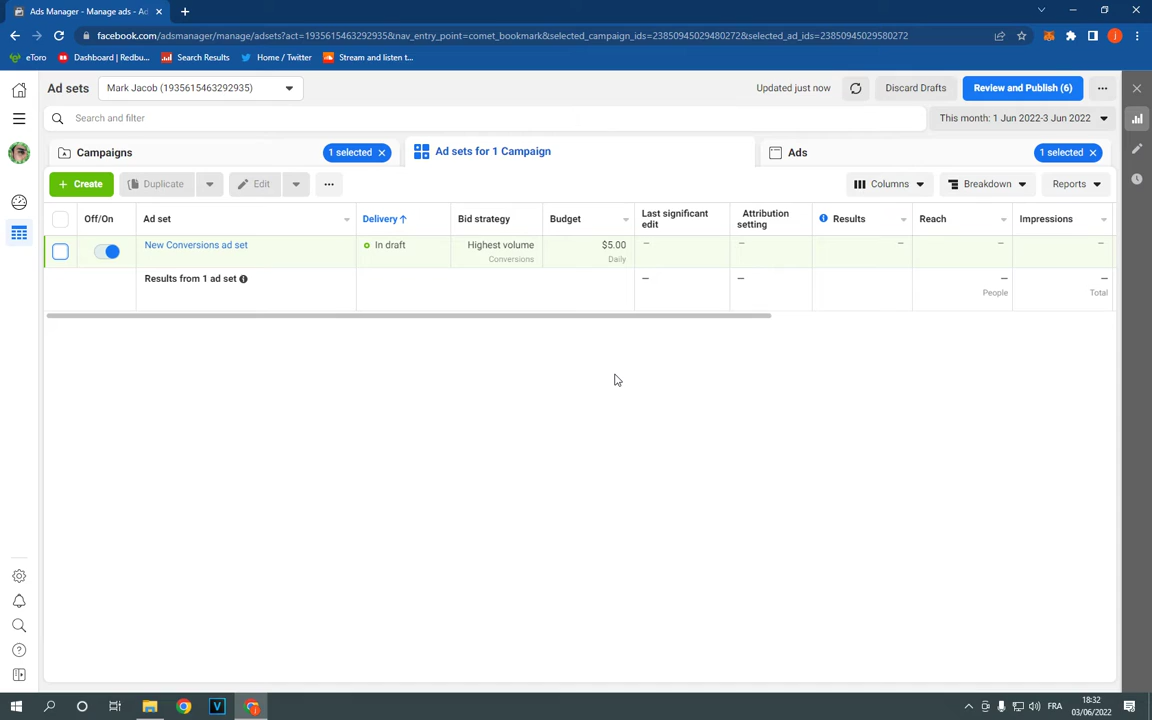 Ads Manager - Manage ads - Ad
facebook.com/adsmanager/manage/adsets?act=1935615463292935&nav_entry_point=comet_bookmark&selected_campaign_ids=23850945029480272&selected_ad_ids=23850945029580272
eToro
Dashboard | Redbu...
Search Results
Home / Twitter
Stream and listen t...
Ad sets
Mark Jacob (1935615463292935)
Updated just now
Discard Drafts
Review and Publish (6)
Search and filter
This month: 1 Jun 2022-3 Jun 2022
Campaigns
1 selected
Ad sets for 1 Campaign
Ads
1 selected
+ Create
Duplicate
Edit
Columns
Breakdown
Reports
Off/On
Ad set
Delivery ↑
Bid strategy
Budget
Last significant edit
Attribution setting
Results
Reach
Impressions
New Conversions ad set
In draft
Highest volume
Conversions
$5.00
Daily
—
—
—
—
—
Results from 1 ad set
—
—
—
People
—
Total
FRA
18:32
03/06/2022